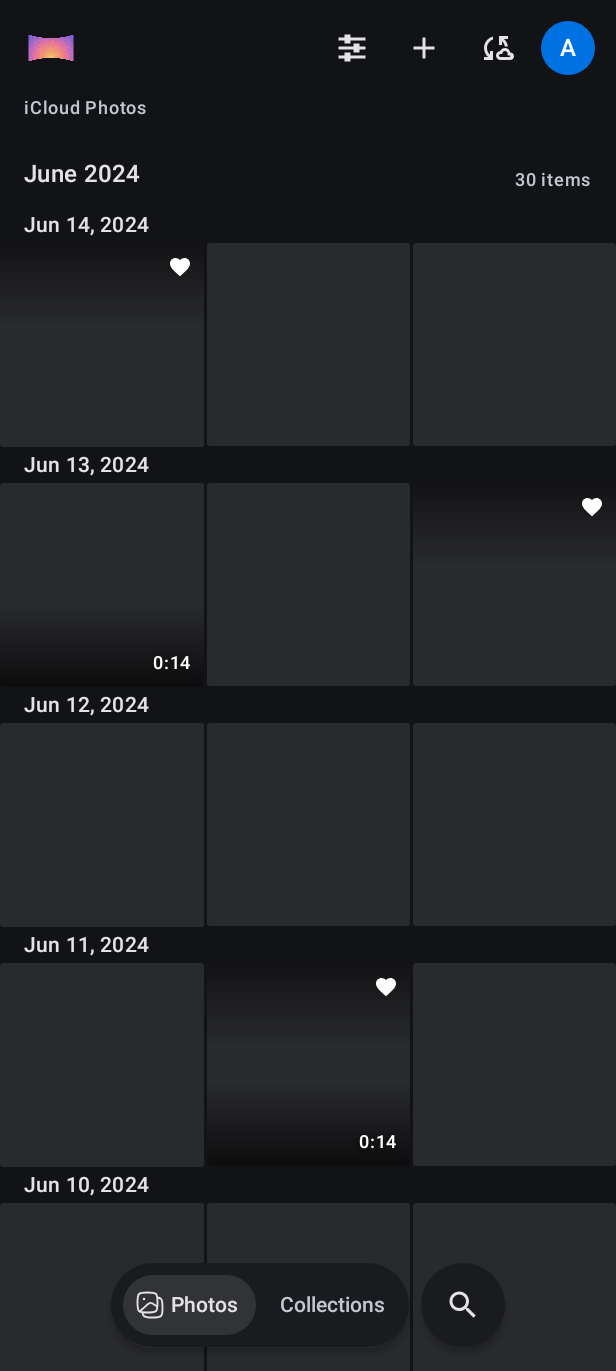 A
iCloud Photos
June 2024
30 items
Jun 14, 2024
Jun 13, 2024
0:14
Jun 12, 2024
Jun 11, 2024
0:14
Jun 10, 2024
Photos
Collections